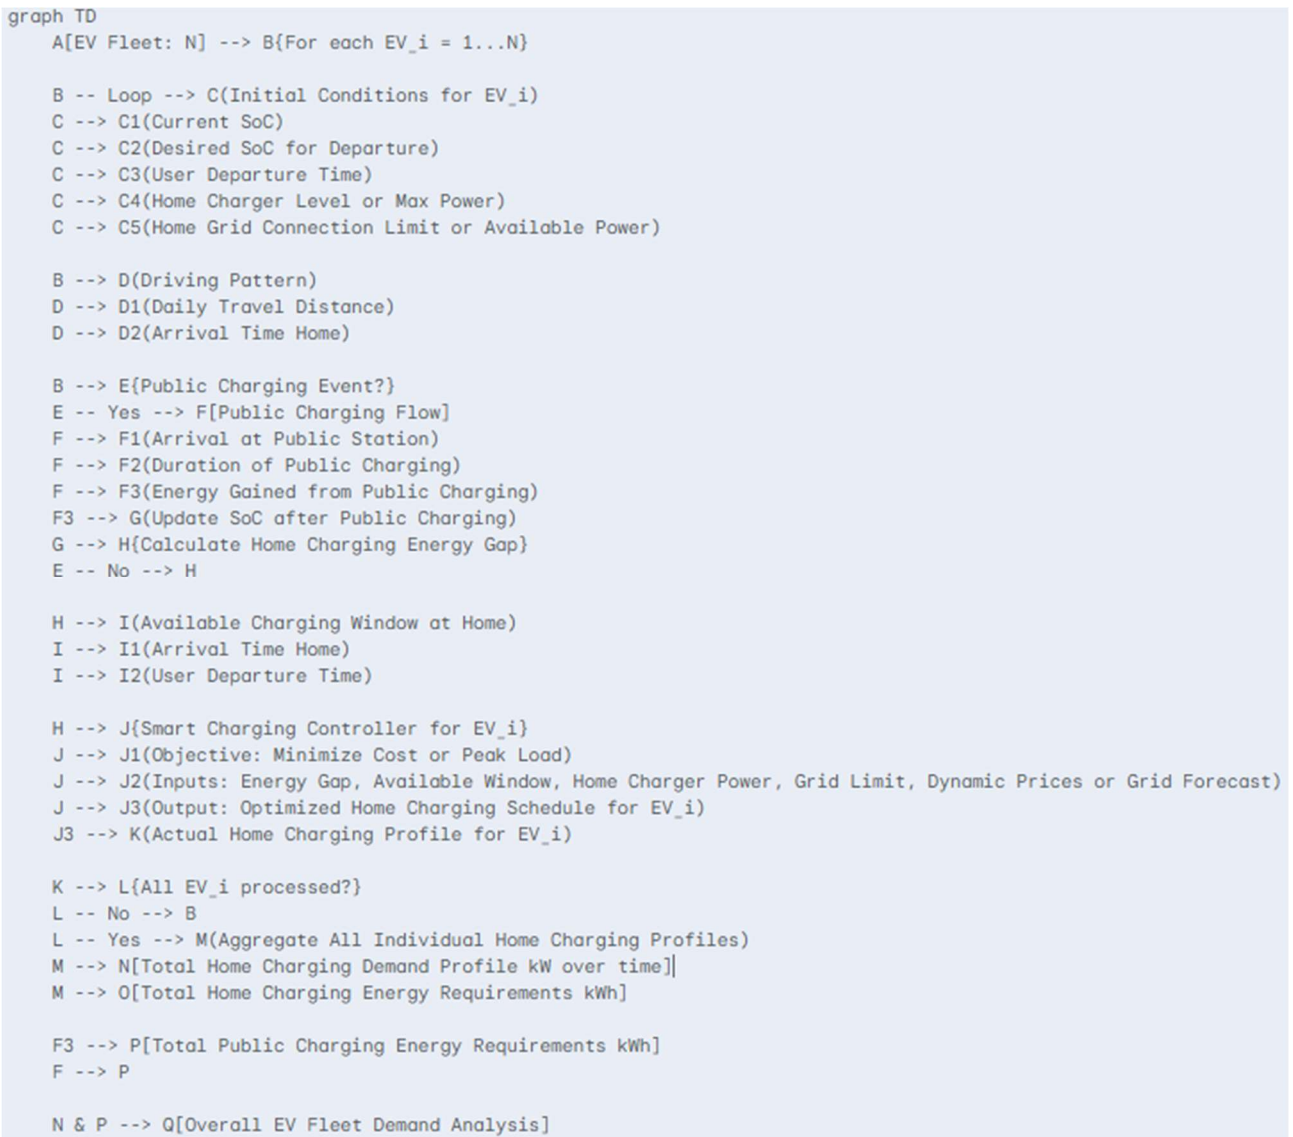 graph TD
A[EV Fleet: N] --> B{For each EV_i = 1...N}
B -- Loop --> C(Initial Conditions for EV_i)
C --> C1(Current SoC)
C --> C2(Desired SoC for Departure)
C --> C3(User Departure Time)
C --> C4(Home Charger Level or Max Power)
C --> C5(Home Grid Connection Limit or Available Power)
B --> D(Driving Pattern)
D --> D1(Daily Travel Distance)
D --> D2(Arrival Time Home)
B --> E{Public Charging Event?}
E -- Yes --> F[Public Charging Flow]
F --> F1(Arrival at Public Station)
F --> F2(Duration of Public Charging)
F --> F3(Energy Gained from Public Charging)
F3 --> G(Update SoC after Public Charging)
G --> H{Calculate Home Charging Energy Gap}
E -- No --> H
H --> I(Available Charging Window at Home)
I --> I1(Arrival Time Home)
I --> I2(User Departure Time)
H --> J{Smart Charging Controller for EV_i}
J --> J1(Objective: Minimize Cost or Peak Load)
J --> J2(Inputs: Energy Gap, Available Window, Home Charger Power, Grid Limit, Dynamic Prices or Grid Forecast)
J --> J3(Output: Optimized Home Charging Schedule for EV_i)
J3 --> K(Actual Home Charging Profile for EV_i)
K --> L{All EV_i processed?}
L -- No --> B
L -- Yes --> M(Aggregate All Individual Home Charging Profiles)
M --> N[Total Home Charging Demand Profile kW over time]
M --> O[Total Home Charging Energy Requirements kWh]
F3 --> P[Total Public Charging Energy Requirements kWh]
F --> P
N & P --> Q[Overall EV Fleet Demand Analysis]